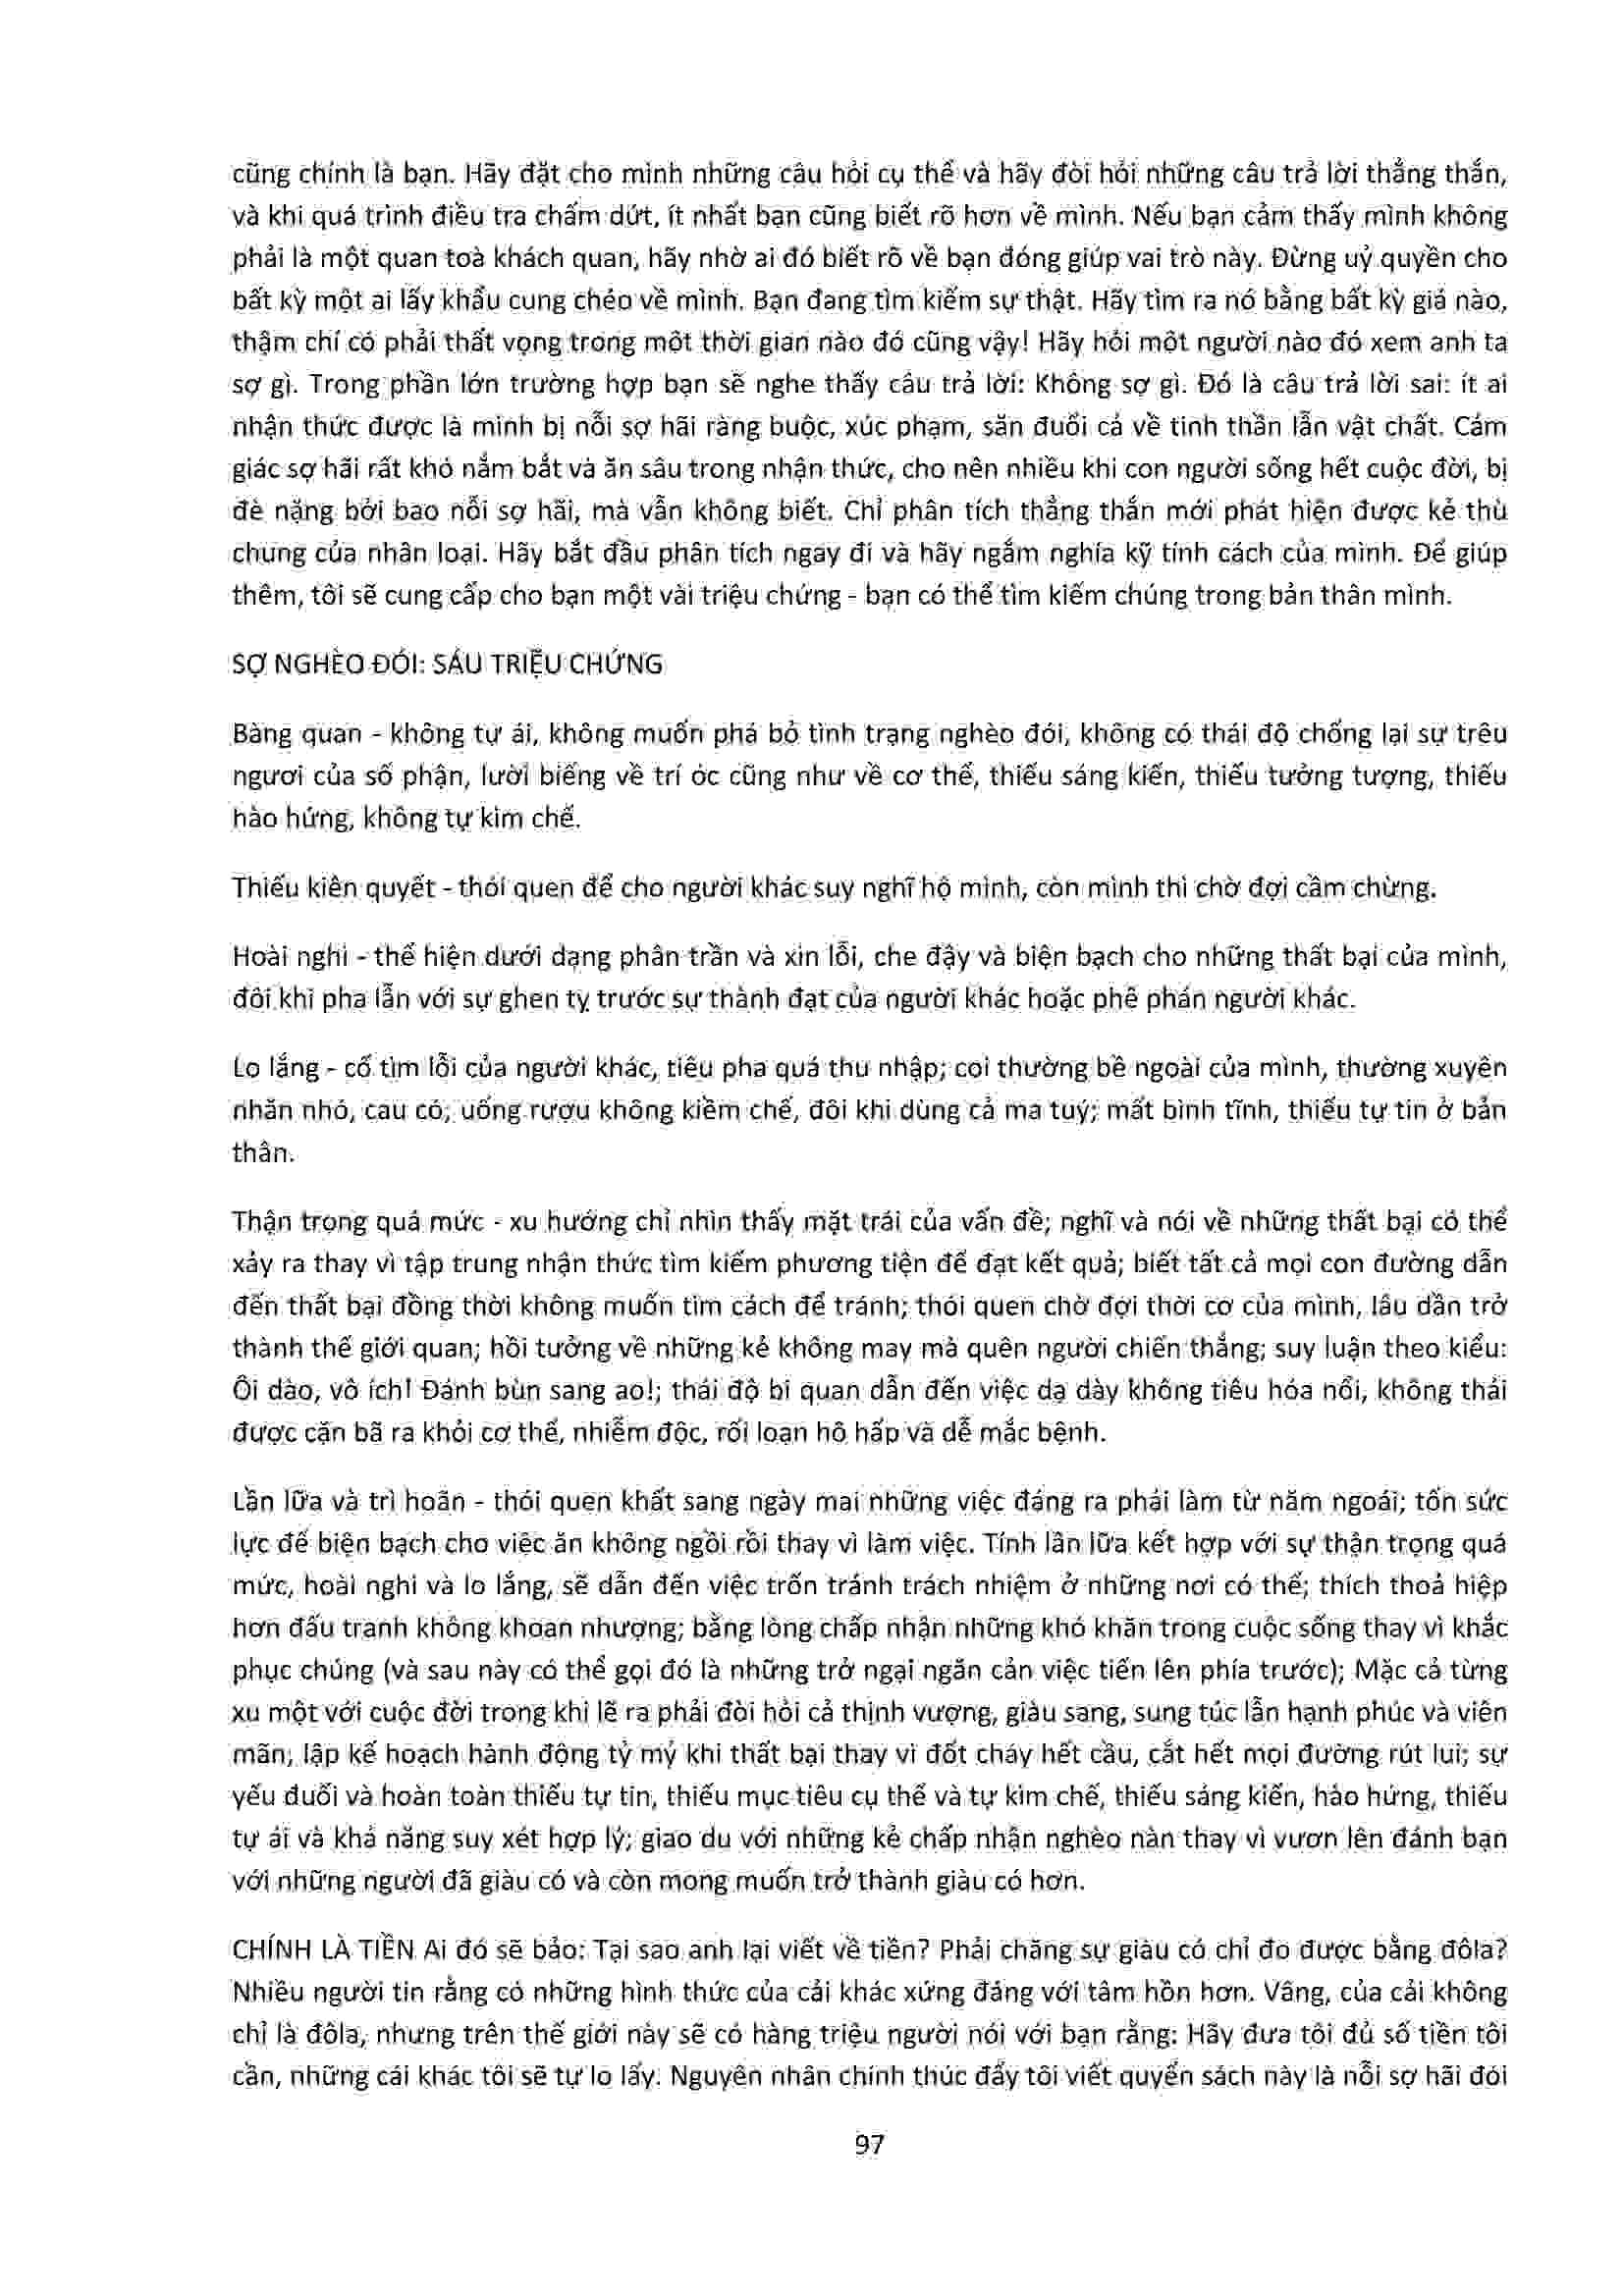 cũng chính là bạn. Hãy đặt cho mình những câu hỏi cụ thể và hãy đòi hỏi những câu trả lời thẳng thắn,
và khi quá trình điều tra chấm dứt, ít nhất bạn cũng biết rõ hơn về mình. Nếu bạn cảm thấy mình không
phải là một quan toà khách quan, hãy nhờ ai đó biết rõ về bạn đóng giúp vai trò này. Đừng uỷ quyền cho
bất kỳ một ai lấy khẩu cung chéo về mình. Bạn đang tìm kiếm sự thật. Hãy tìm ra nó bằng bất kỳ giá nào,
thậm chí có phải thất vọng trong một thời gian nào đó cũng vậy! Hãy hỏi một người nào đó xem anh ta
sợ gì. Trong phần lớn trường hợp bạn sẽ nghe thấy câu trả lời: Không sợ gì. Đó là câu trả lời sai: ít ai
nhận thức được là mình bị nỗi sợ hãi ràng buộc, xúc phạm, săn đuổi cả về tinh thần lẫn vật chất. Cảm
giác sợ hãi rất khó nắm bắt và ăn sâu trong nhận thức, cho nên nhiều khi con người sống hết cuộc đời, bị
đè nặng bởi bao nỗi sợ hãi, mà vẫn không biết. Chỉ phân tích thẳng thắn mới phát hiện được kẻ thù
chung của nhân loại. Hãy bắt đầu phân tích ngay đi và hãy ngắm nghía kỹ tính cách của mình. Để giúp
thêm, tôi sẽ cung cấp cho bạn một vài triệu chứng - bạn có thể tìm kiếm chúng trong bản thân mình.
SỢ NGHÈO ĐÓI: SÁU TRIỆU CHỨNG
Bàng quan - không tự ái, không muốn phá bỏ tình trạng nghèo đói, không có thái độ chống lại sự trêu
ngươi của số phận, lười biếng về trí óc cũng như về cơ thể, thiếu sáng kiến, thiếu tưởng tượng, thiếu
hào hứng, không tự kìm chế.
Thiếu kiên quyết - thói quen để cho người khác suy nghĩ hộ mình, còn mình thì chờ đợi cầm chừng.
Hoài nghi - thể hiện dưới dạng phân trần và xin lỗi, che đậy và biện bạch cho những thất bại của mình,
đôi khi pha lẫn với sự ghen tỵ trước sự thành đạt của người khác hoặc phê phán người khác.
Lo lắng - cố tìm lỗi của người khác, tiêu pha quá thu nhập; coi thường bề ngoài của mình, thường xuyên
nhăn nhó, cau có; uống rượu không kiềm chế, đôi khi dùng cả ma tuý; mất bình tĩnh, thiếu tự tin ở bản
thân.
Thận trọng quá mức - xu hướng chỉ nhìn thấy mặt trái của vấn đề; nghĩ và nói về những thất bại có thể
xảy ra thay vì tập trung nhận thức tìm kiếm phương tiện để đạt kết quả; biết tất cả mọi con đường dẫn
đến thất bại đồng thời không muốn tìm cách để tránh; thói quen chờ đợi thời cơ của mình, lâu dần trở
thành thế giới quan; hồi tưởng về những kẻ không may mà quên người chiến thắng; suy luận theo kiểu:
Ôi dào, vô ích! Đánh bùn sang ao!; thái độ bi quan dẫn đến việc dạ dày không tiêu hóa nổi, không thải
được cặn bã ra khỏi cơ thể, nhiễm độc, rối loạn hô hấp và dễ mắc bệnh.
Lần lữa và trì hoãn - thói quen khất sang ngày mai những việc đáng ra phải làm từ năm ngoái; tốn sức
lực để biện bạch cho việc ăn không ngồi rồi thay vì làm việc. Tính lần lữa kết hợp với sự thận trọng quá
mức, hoài nghi và lo lắng, sẽ dẫn đến việc trốn tránh trách nhiệm ở những nơi có thể; thích thoả hiệp
hơn đấu tranh không khoan nhượng; bằng lòng chấp nhận những khó khăn trong cuộc sống thay vì khắc
phục chúng (và sau này có thể gọi đó là những trở ngại ngăn cản việc tiến lên phía trước); Mặc cả từng
xu một với cuộc đời trong khi lẽ ra phải đòi hỏi cả thịnh vượng, giàu sang, sung túc lẫn hạnh phúc và viên
mãn; lập kế hoạch hành động tỷ mỷ khi thất bại thay vì đốt cháy hết cầu, cắt hết mọi đường rút lui; sự
yếu đuối và hoàn toàn thiếu tự tin, thiếu mục tiêu cụ thể và tự kìm chế, thiếu sáng kiến, hào hứng, thiếu
tự ái và khả năng suy xét hợp lý; giao du với những kẻ chấp nhận nghèo nàn thay vì vươn lên đánh bạn
với những người đã giàu có và còn mong muốn trở thành giàu có hơn.
CHÍNH LÀ TIỀN Ai đó sẽ bảo: Tại sao anh lại viết về tiền? Phải chăng sự giàu có chỉ đo được bằng đôla?
Nhiều người tin rằng có những hình thức của cải khác xứng đáng với tâm hồn hơn. Vâng, của cải không
chỉ là đôla, nhưng trên thế giới này sẽ có hàng triệu người nói với bạn rằng: Hãy đưa tôi đủ số tiền tôi
cần, những cái khác tôi sẽ tự lo lấy. Nguyên nhân chính thúc đẩy tôi viết quyển sách này là nỗi sợ hãi đói
97